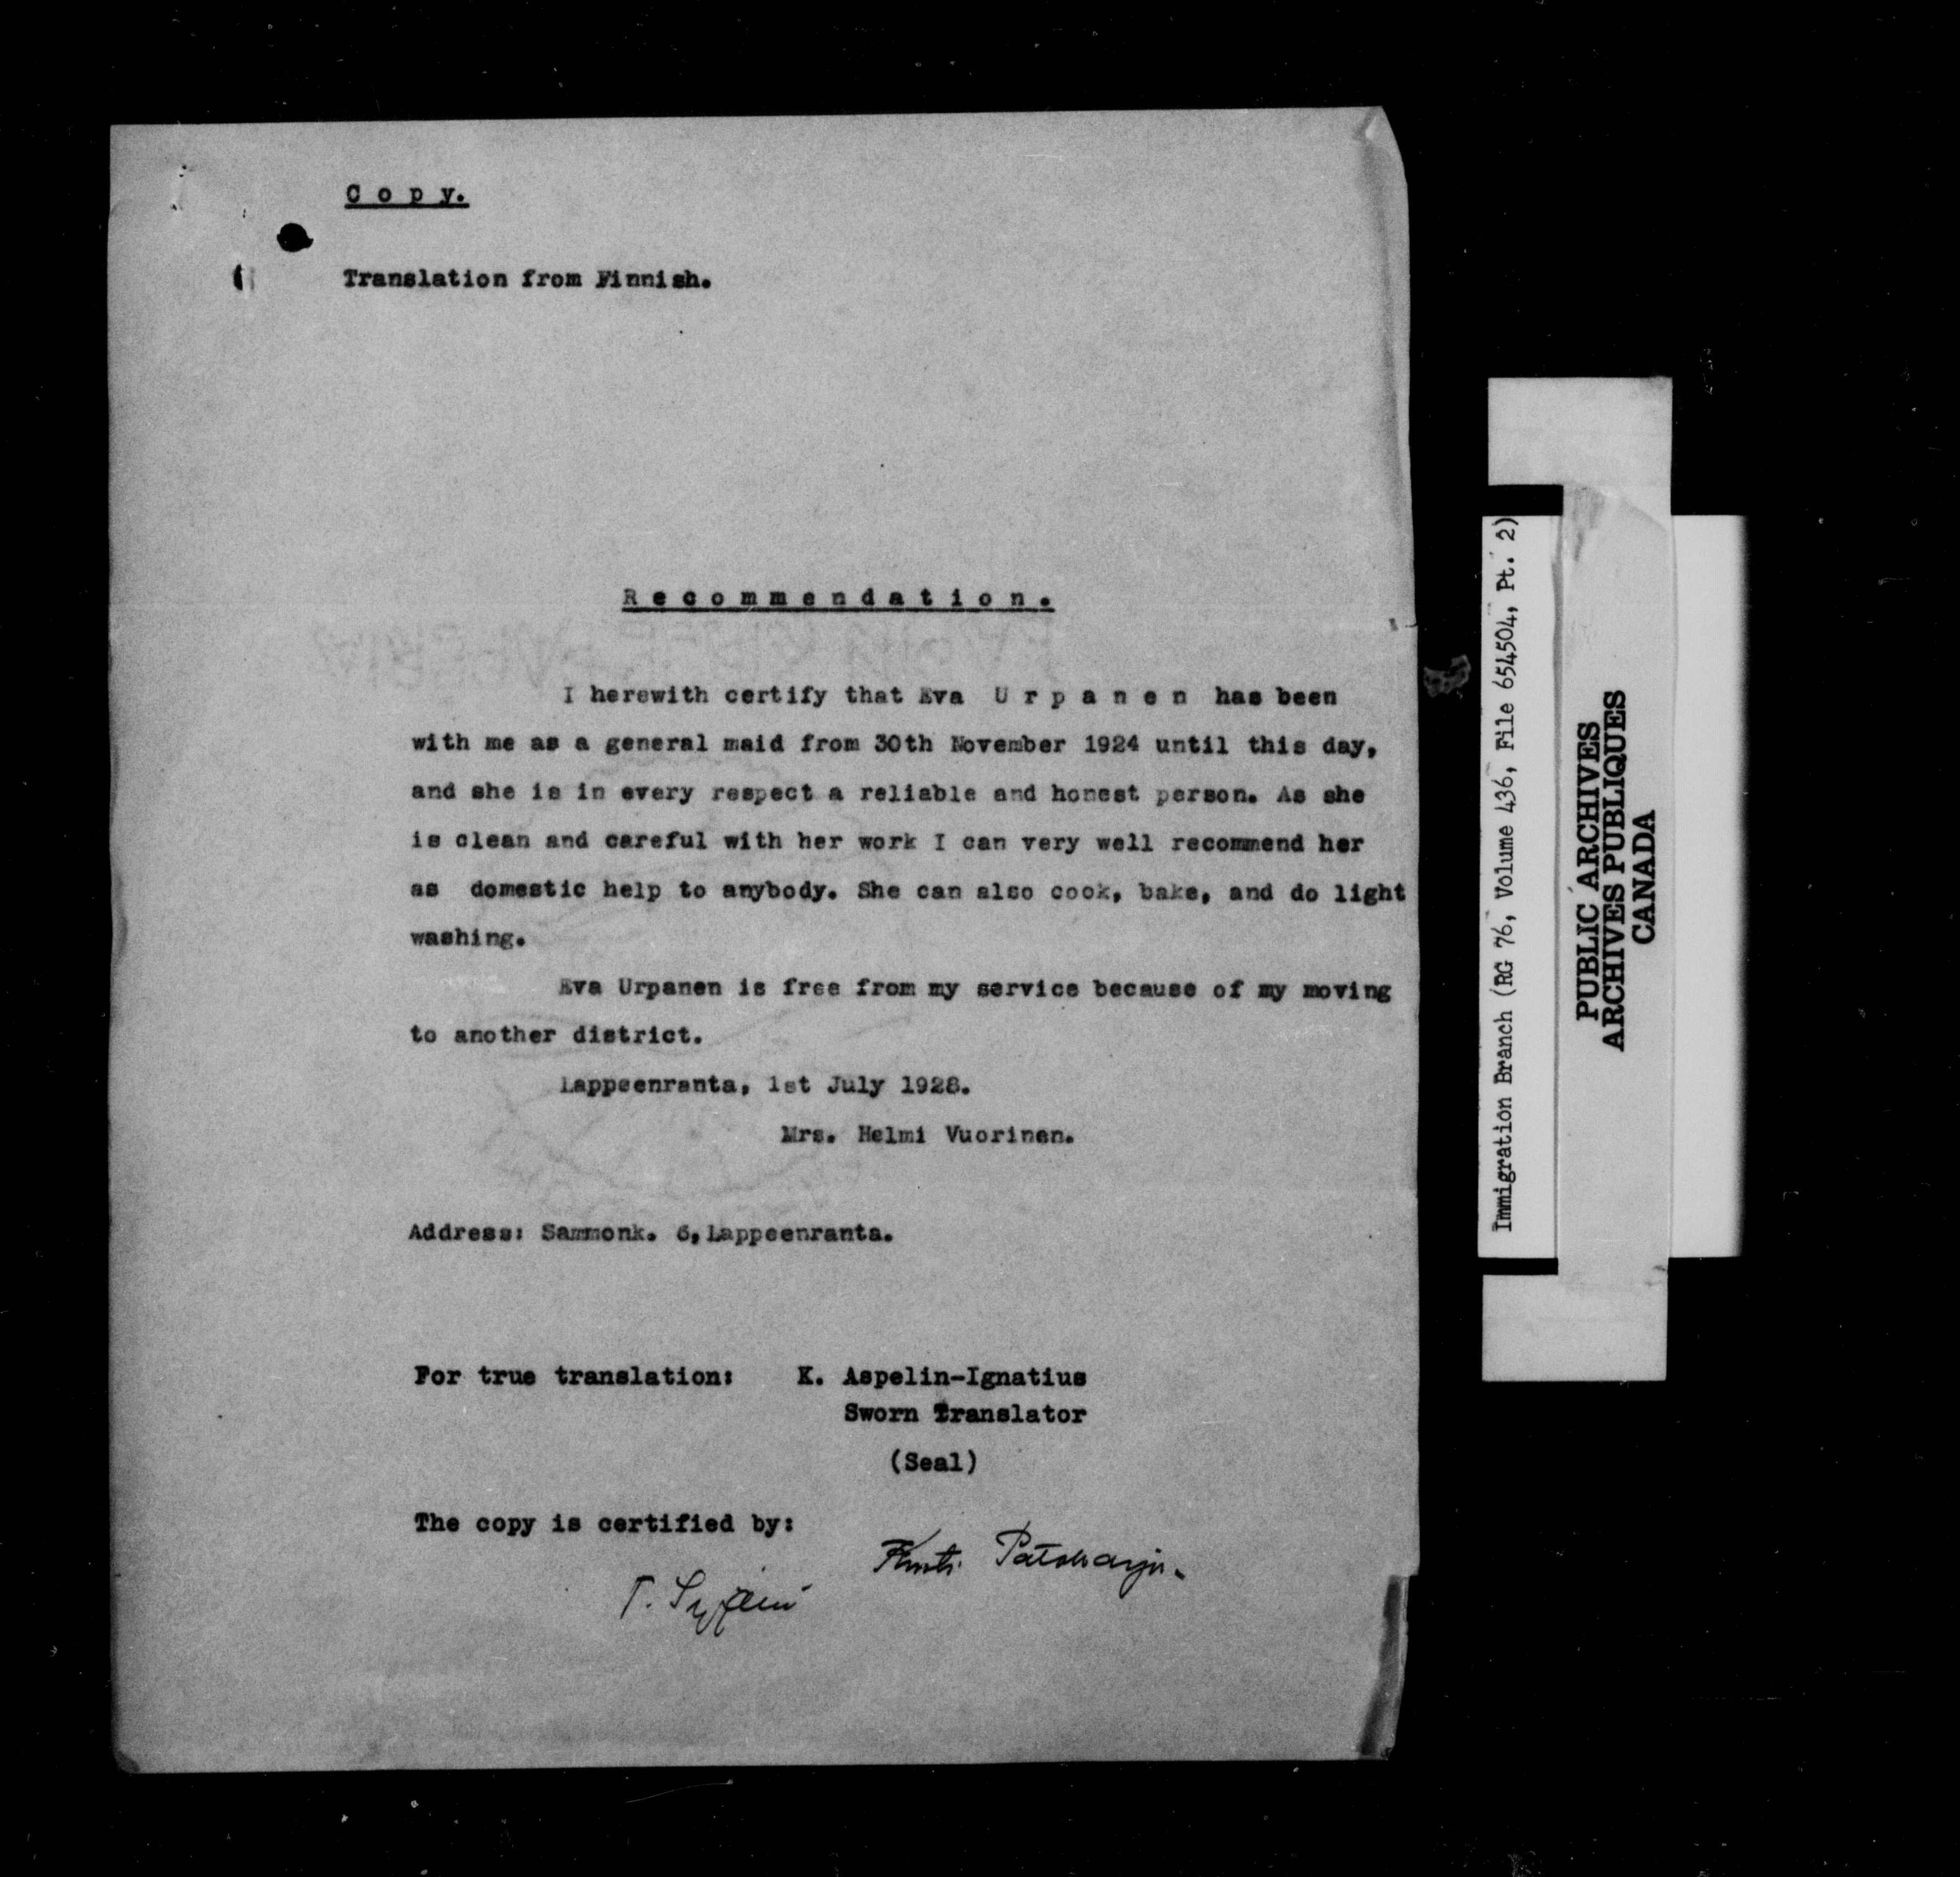 Copy.
Translation from Finnish.
Recommendation.
I herewith certify that Eva Urpanen has been
with me as a general maid from 30th November 1924 until this day,
and she is in every respect a reliable and honest person. As she
is clean and careful with her work I can very well recommend her
as domestic help to anybody. She can also cook, bake, and do light
washing.
Eva Urpanen is free from my service because of my moving
to another district.
Lappeenranta, 1st July 1928.
Mrs. Helmi Vuorinen.
Address: Sammonk. 6, Lappeenranta.
For true translation: K. Aspelin-Ignatius
Sworn Translator
(Seal)
The copy is certified by:
T.
Immigration Branch (RG 76, Volume 436, File 654504, Pt. 2)
PUBLIC ARCHIVES
ARCHIVES PUBLIQUES
CANADA